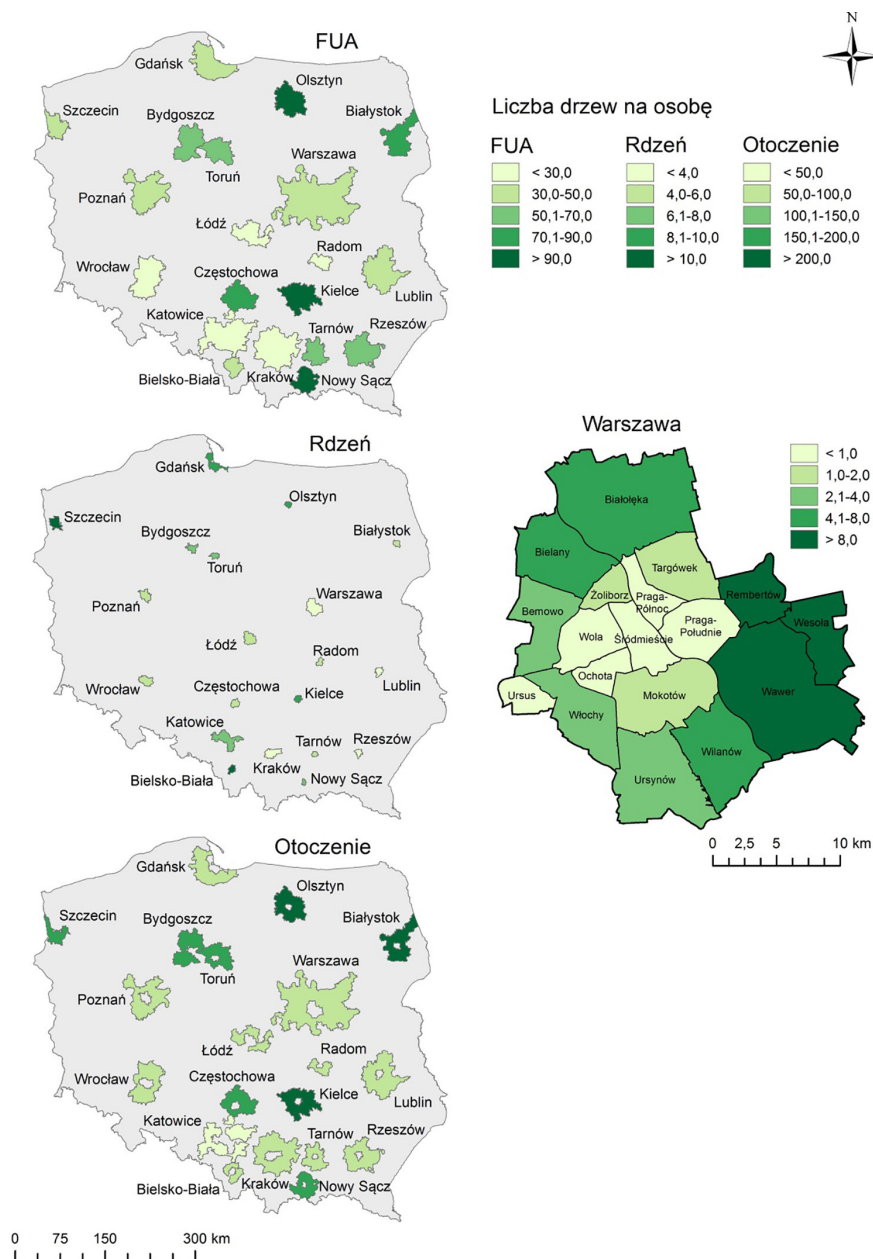 FUA
N
Gdańsk
Olsztyn
Szczecin
Bydgoszcz
Białystok
Toruń
Warszawa
Poznań
Łódź
Radom
Wrocław
Częstochowa
Kielce
Lublin
Katowice
Tarnów
Rzeszów
Bielsko-Biała
Kraków
Nowy Sącz
Liczba drzew na osobę
FUA
< 30,0
30,0-50,0
50,1-70,0
70,1-90,0
> 90,0
Rdzeń
< 4,0
4,0-6,0
6,1-8,0
8,1-10,0
> 10,0
Otoczenie
< 50,0
50,0-100,0
100,1-150,0
150,1-200,0
> 200,0
Rdzeń
Gdańsk
Olsztyn
Szczecin
Bydgoszcz
Białystok
Toruń
Poznań
Warszawa
Łódź
Radom
Wrocław
Częstochowa
Kielce
Lublin
Katowice
Tarnów
Rzeszów
Bielsko-Biała
Kraków
Nowy Sącz
Warszawa
< 1,0
1,0-2,0
2,1-4,0
4,1-8,0
> 8,0
Białołęka
Bielany
Targówek
Żoliborz
Praga-
Północ
Rembertów
Bemowo
Wesoła
Wola
Śródmieście
Praga-
Południe
Ochota
Ursus
Mokotów
Wawer
Włochy
Wilanów
Ursynów
0 2,5 5 10 km
Otoczenie
Gdańsk
Olsztyn
Szczecin
Bydgoszcz
Białystok
Toruń
Warszawa
Poznań
Łódź
Radom
Wrocław
Częstochowa
Kielce
Lublin
Katowice
Tarnów
Rzeszów
Bielsko-Biała
Kraków
Nowy Sącz
0 75 150 300 km